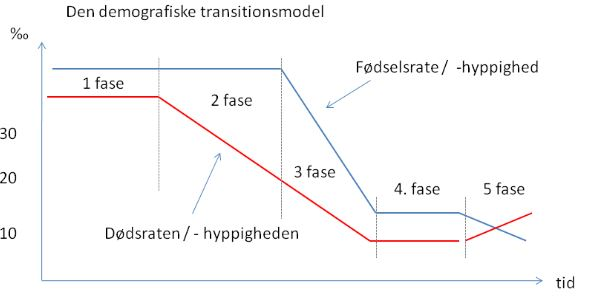 Den demografiske transitionsmodel
‰
Fødselsrate / -hyppighed
1 fase
2 fase
30
3 fase
20
4. fase
5 fase
10
Dødsraten / - hyppigheden
tid